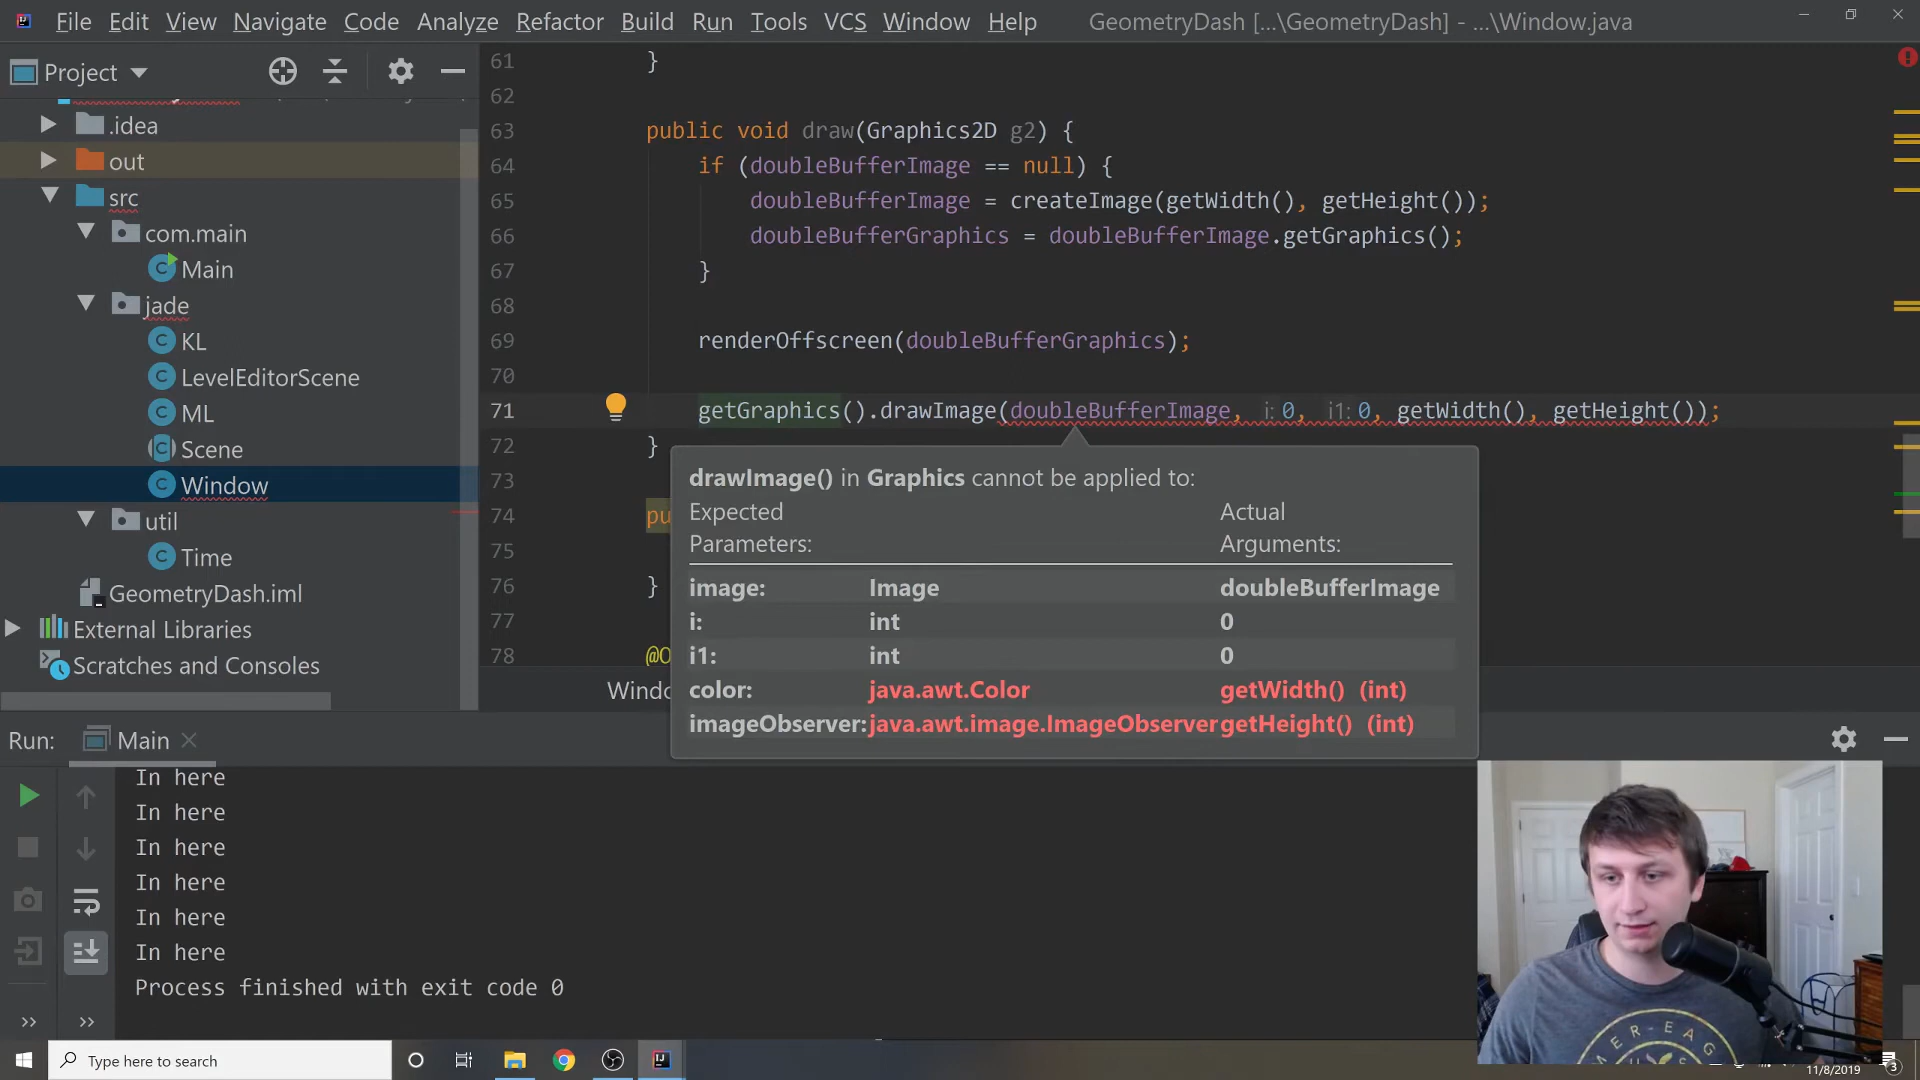 File Edit View Navigate Code Analyze Refactor Build Run Tools VCS Window Help GeometryDash [...\GeometryDash] - ...\Window.java
Project
.idea
out
src
com.main
Main
jade
KL
LevelEditorScene
ML
Scene
Window
util
Time
GeometryDash.iml
External Libraries
Scratches and Consoles
61 }
62
63 public void draw(Graphics2D g2) {
64 if (doubleBufferImage == null) {
65 doubleBufferImage = createImage(getWidth(), getHeight());
66 doubleBufferGraphics = doubleBufferImage.getGraphics();
67 }
68
69 renderOffscreen(doubleBufferGraphics);
70
71 getGraphics().drawImage(doubleBufferImage, i: 0, i1: 0, getWidth(), getHeight());
72 }
73
74 pu
75
76 }
77
78 @O
drawImage() in Graphics cannot be applied to:
Expected Actual
Parameters: Arguments:
image: Image doubleBufferImage
i: int 0
i1: int 0
color: java.awt.Color getWidth() (int)
imageObserver: java.awt.image.ImageObserver getHeight() (int)
Windo
Run: Main
In here
In here
In here
In here
In here
In here
Process finished with exit code 0
Type here to search
11/8/2019
3